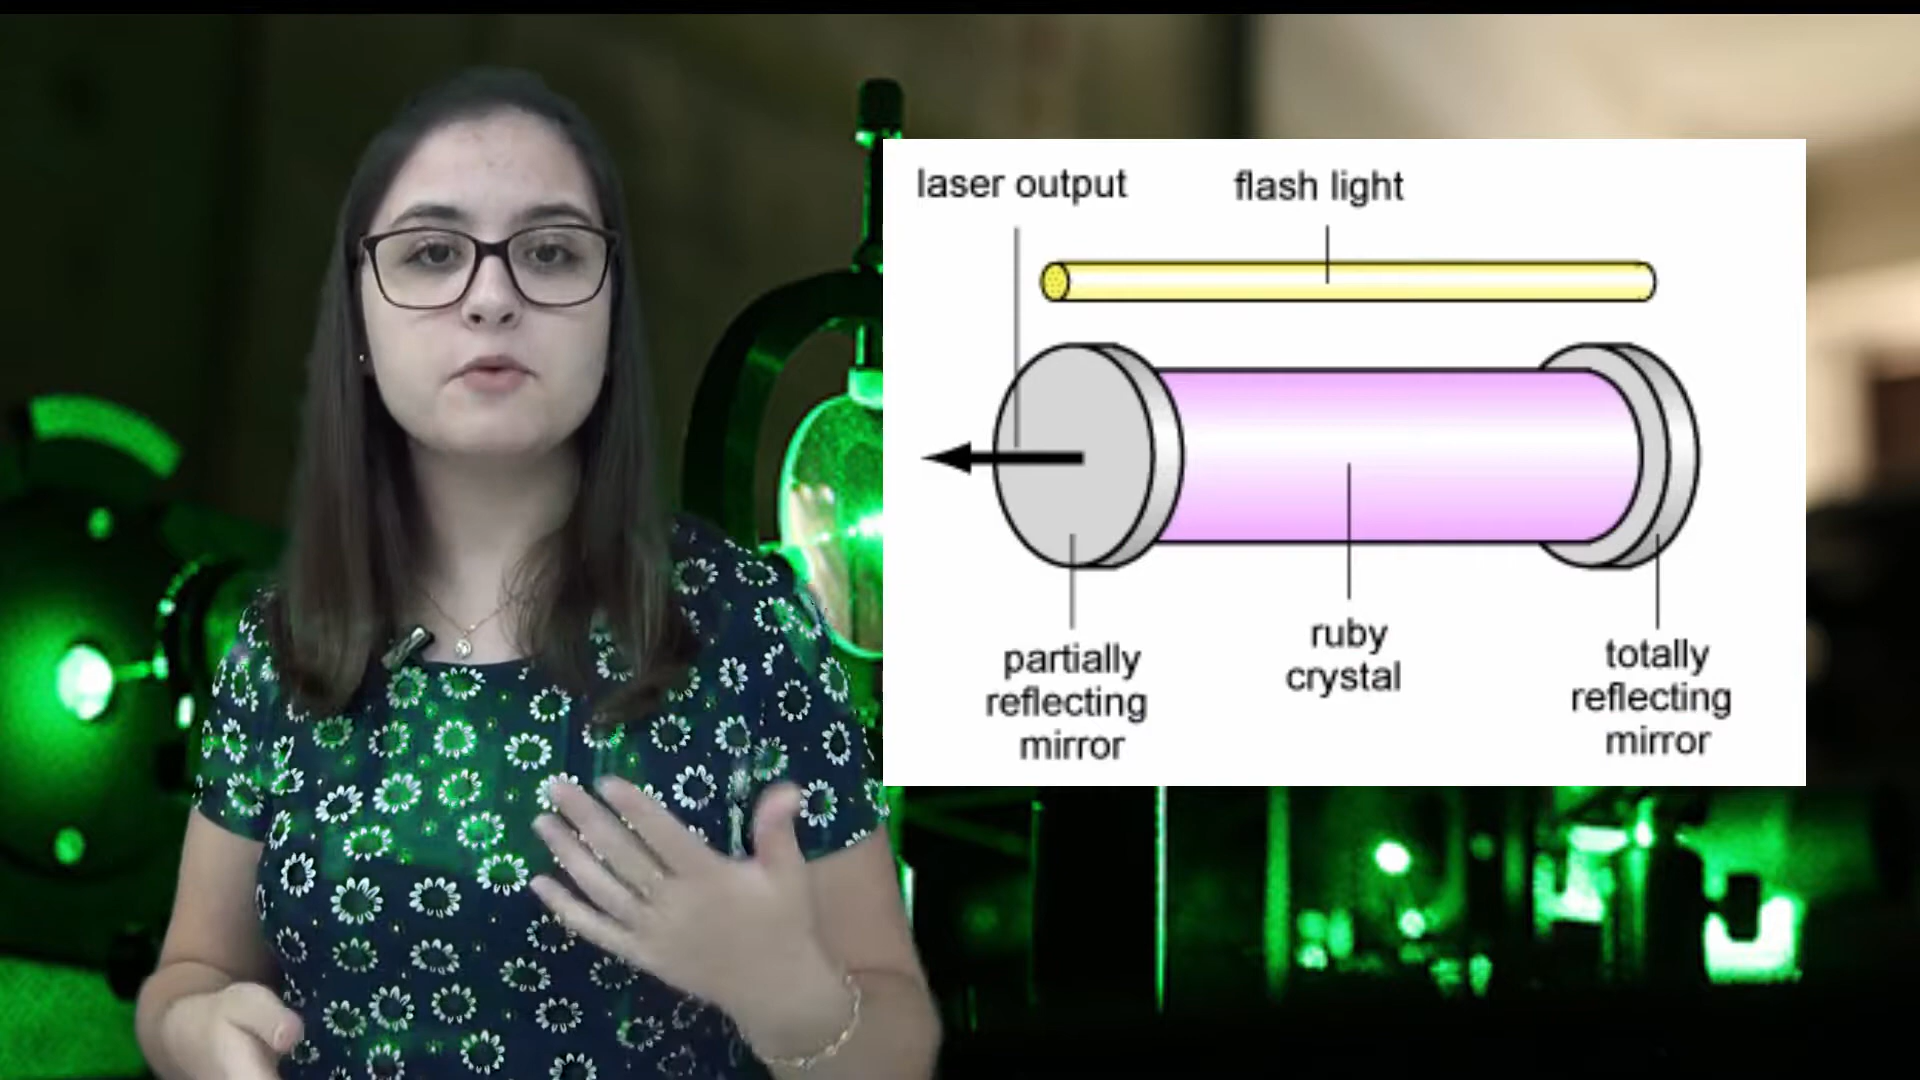 laser output
flash light
partially
reflecting
mirror
ruby
crystal
totally
reflecting
mirror